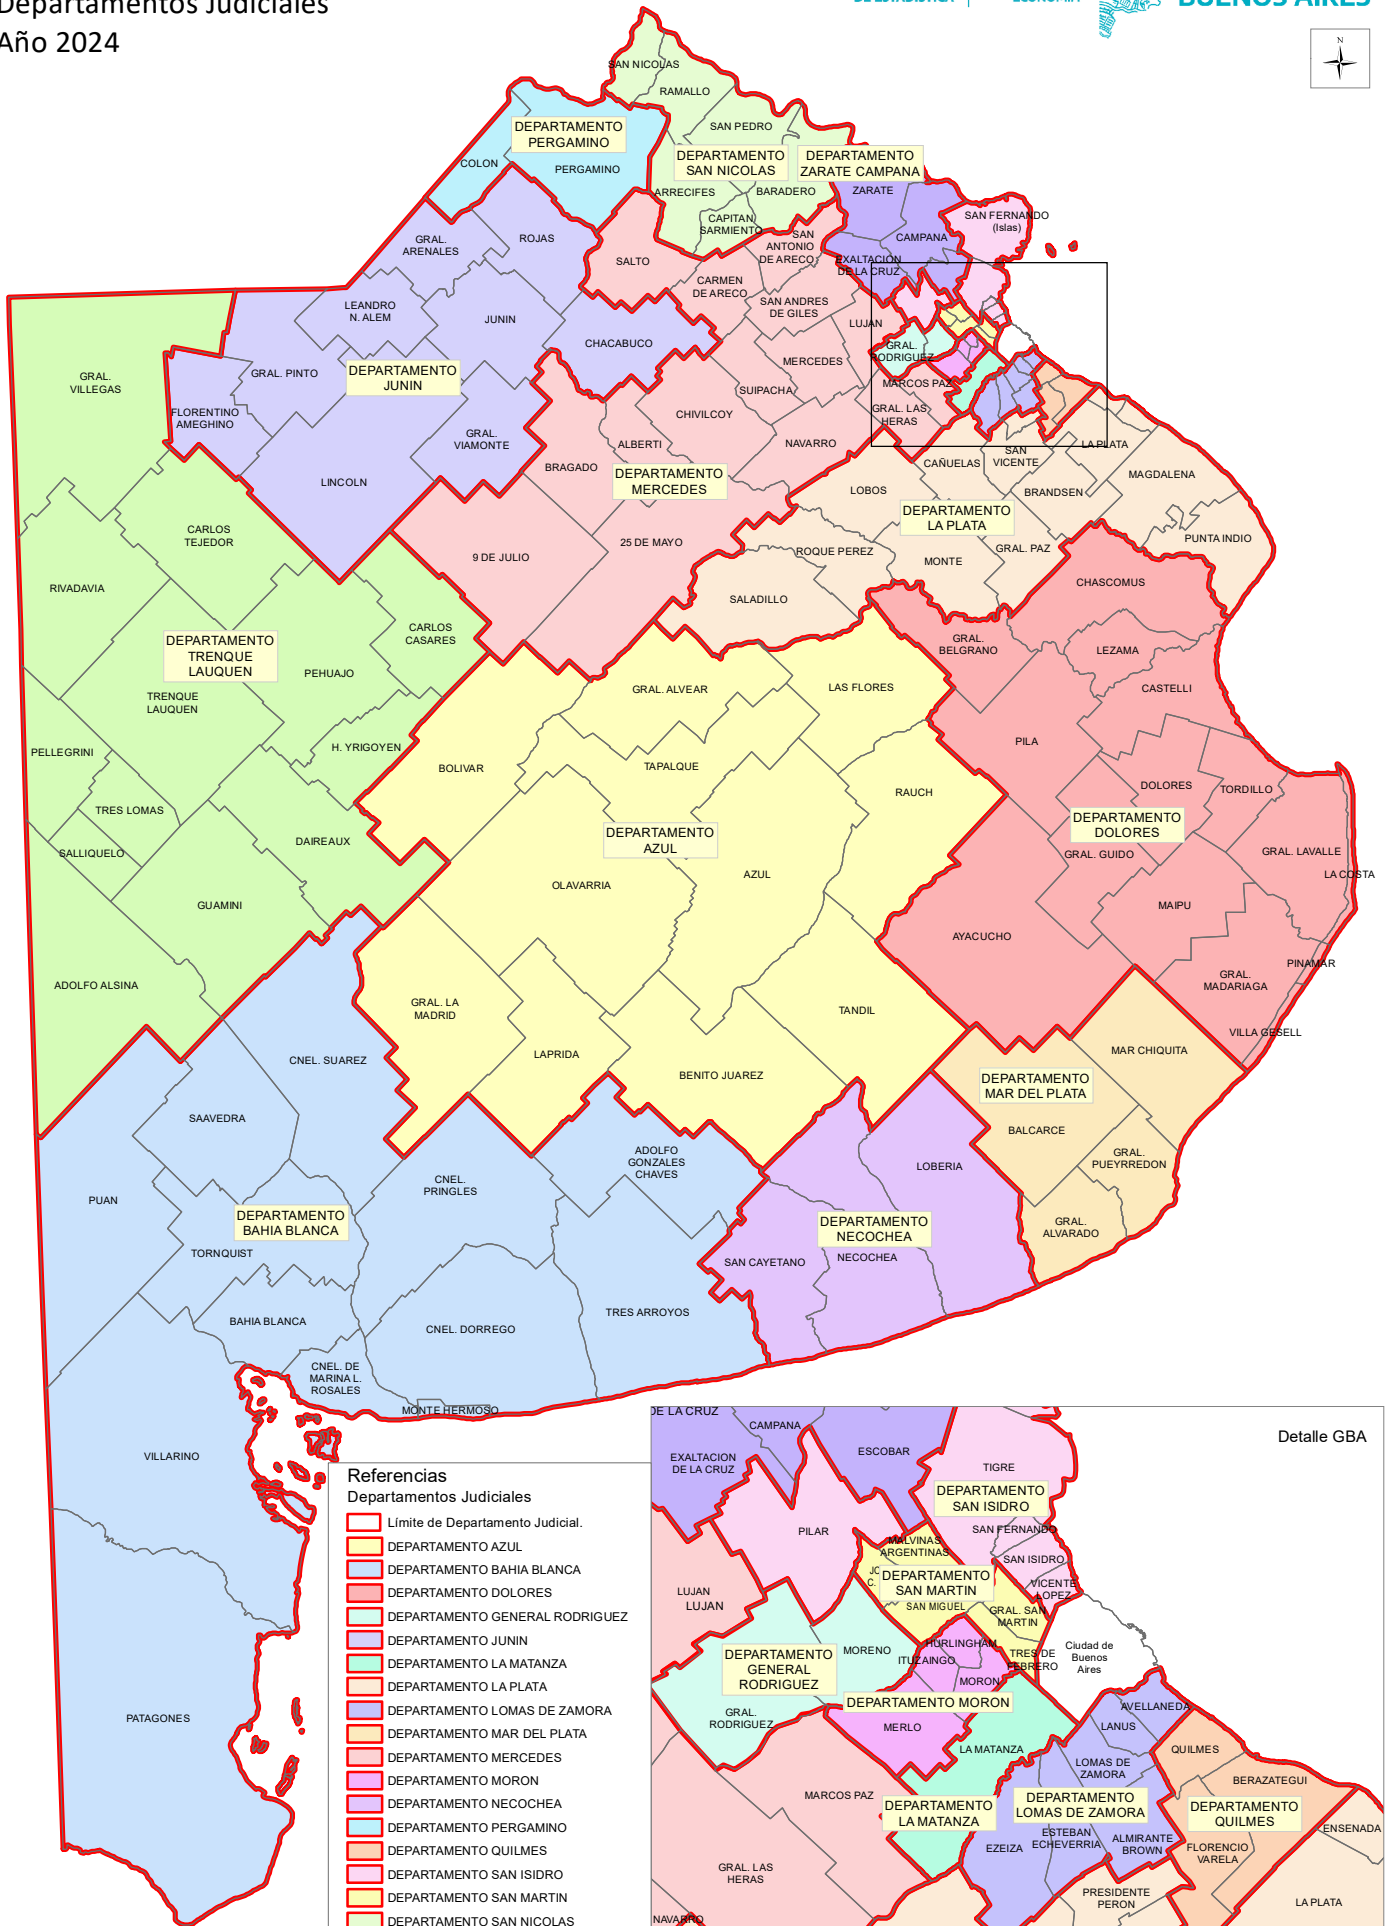 Departamentos Judiciales
Año 2024
DE ESTADISTICA
ECONOMIA
BUENOS AIRES
N
SAN NICOLAS
RAMALLO
SAN PEDRO
DEPARTAMENTO
PERGAMINO
COLON
PERGAMINO
DEPARTAMENTO
SAN NICOLAS
ARRECIFES
BARADERO
CAPITAN
SARMIENTO
DEPARTAMENTO
ZARATE CAMPANA
ZARATE
CAMPANA
EXALTACION
DE LA CRUZ
SAN FERNANDO
(Islas)
GRAL.
ARENALES
ROJAS
SALTO
SAN
ANTONIO
DE ARECO
CARMEN
DE ARECO
SAN ANDRES
DE GILES
LUJAN
LEANDRO
N. ALEM
JUNIN
CHACABUCO
GRAL.
RODRIGUEZ
MERCEDES
GRAL.
VILLEGAS
GRAL. PINTO
DEPARTAMENTO
JUNIN
SUIPACHA
MARCOS PAZ
FLORENTINO
AMEGHINO
CHIVILCOY
GRAL. LAS
HERAS
GRAL.
VIAMONTE
ALBERTI
NAVARRO
BRAGADO
DEPARTAMENTO
MERCEDES
LINCOLN
CAÑUELAS
SAN
VICENTE
LA PLATA
MAGDALENA
LOBOS
BRANDSEN
DEPARTAMENTO
LA PLATA
CARLOS
TEJEDOR
9 DE JULIO
25 DE MAYO
ROQUE PEREZ
MONTE
GRAL. PAZ
PUNTA INDIO
RIVADAVIA
SALADILLO
CHASCOMUS
CARLOS
CASARES
DEPARTAMENTO
TRENQUE
LAUQUEN
PEHUAJO
GRAL.
BELGRANO
LEZAMA
TRENQUE
LAUQUEN
GRAL. ALVEAR
LAS FLORES
CASTELLI
PELLEGRINI
H. YRIGOYEN
BOLIVAR
TAPALQUE
PILA
TRES LOMAS
RAUCH
DOLORES
TORDILLO
SALLIQUELO
DAIREAUX
DEPARTAMENTO
AZUL
DEPARTAMENTO
DOLORES
GRAL. GUIDO
GRAL. LAVALLE
LA COSTA
OLAVARRIA
AZUL
GUAMINI
MAIPU
AYACUCHO
ADOLFO ALSINA
GRAL.
MADARIAGA
PINAMAR
GRAL. LA
MADRID
TANDIL
VILLA GESELL
CNEL. SUAREZ
LAPRIDA
BENITO JUAREZ
MAR CHIQUITA
DEPARTAMENTO
MAR DEL PLATA
SAAVEDRA
BALCARCE
ADOLFO
GONZALES
CHAVES
LOBERIA
GRAL.
PUEYRREDON
PUAN
CNEL.
PRINGLES
DEPARTAMENTO
BAHIA BLANCA
DEPARTAMENTO
NECOCHEA
GRAL.
ALVARADO
TORNQUIST
SAN CAYETANO
NECOCHEA
BAHIA BLANCA
CNEL. DORREGO
TRES ARROYOS
CNEL. DE
MARINA L.
ROSALES
MONTE HERMOSO
VILLARINO
PATAGONES
Referencias
Departamentos Judiciales
Límite de Departamento Judicial.
DEPARTAMENTO AZUL
DEPARTAMENTO BAHIA BLANCA
DEPARTAMENTO DOLORES
DEPARTAMENTO GENERAL RODRIGUEZ
DEPARTAMENTO JUNIN
DEPARTAMENTO LA MATANZA
DEPARTAMENTO LA PLATA
DEPARTAMENTO LOMAS DE ZAMORA
DEPARTAMENTO MAR DEL PLATA
DEPARTAMENTO MERCEDES
DEPARTAMENTO MORON
DEPARTAMENTO NECOCHEA
DEPARTAMENTO PERGAMINO
DEPARTAMENTO QUILMES
DEPARTAMENTO SAN ISIDRO
DEPARTAMENTO SAN MARTIN
DEPARTAMENTO SAN NICOLAS
Detalle GBA
DE LA CRUZ
CAMPANA
EXALTACION
DE LA CRUZ
ESCOBAR
TIGRE
DEPARTAMENTO
SAN ISIDRO
PILAR
SAN FERNANDO
MALVINAS
ARGENTINAS
SAN ISIDRO
JO
C.
DEPARTAMENTO
SAN MARTIN
VICENTE
LOPEZ
LUJAN
LUJAN
SAN MIGUEL
GRAL. SAN
MARTIN
MORENO
HURLINGHAM
ITUZAINGO
TRES DE
FEBRERO
Ciudad de
Buenos
Aires
DEPARTAMENTO
GENERAL
RODRIGUEZ
MORON
DEPARTAMENTO MORON
GRAL.
RODRIGUEZ
MERLO
AVELLANEDA
LANUS
LA MATANZA
QUILMES
LOMAS DE
ZAMORA
BERAZATEGUI
MARCOS PAZ
DEPARTAMENTO
LA MATANZA
DEPARTAMENTO
LOMAS DE ZAMORA
DEPARTAMENTO
QUILMES
ENSENADA
EZEIZA
ESTEBAN
ECHEVERRIA
ALMIRANTE
BROWN
FLORENCIO
VARELA
GRAL. LAS
HERAS
PRESIDENTE
PERON
LA PLATA
NAVARRO